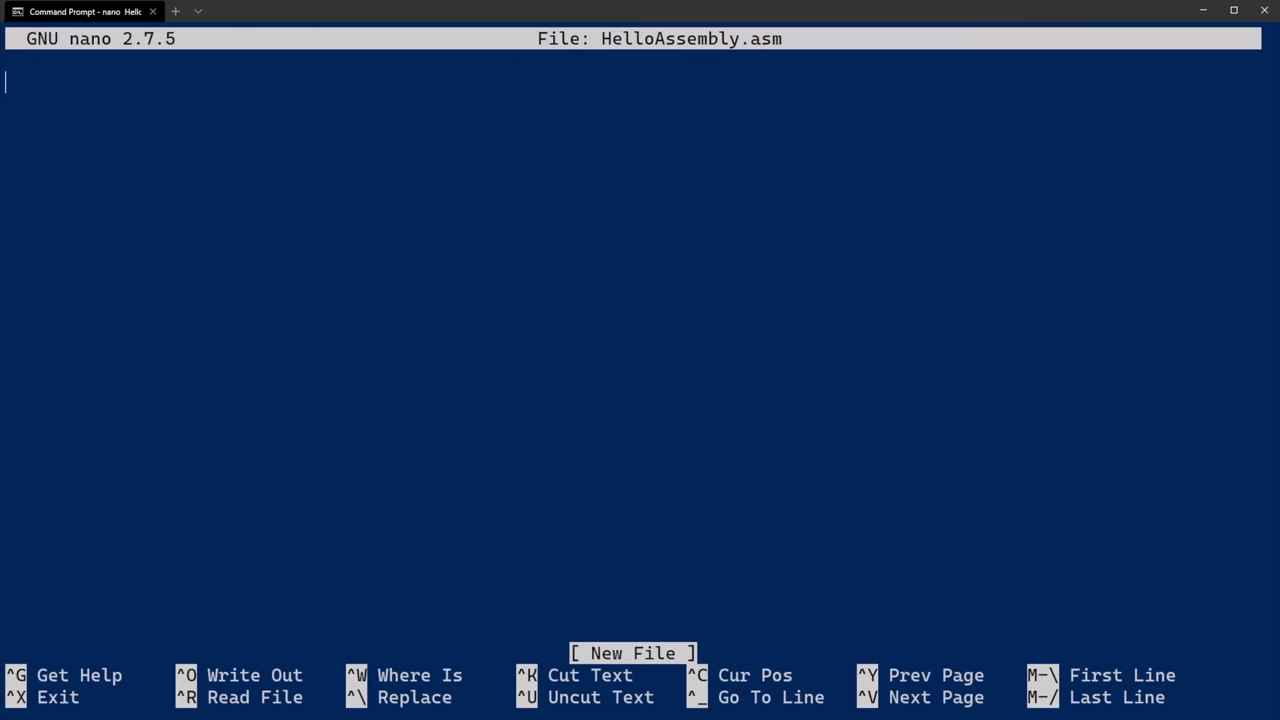 Command Prompt - nano Hello
GNU nano 2.7.5 File: HelloAssembly.asm
[ New File ]
^G Get Help ^O Write Out ^W Where Is ^K Cut Text ^C Cur Pos ^Y Prev Page M-\ First Line
^X Exit ^R Read File ^\ Replace ^U Uncut Text ^_ Go To Line ^V Next Page M-/ Last Line